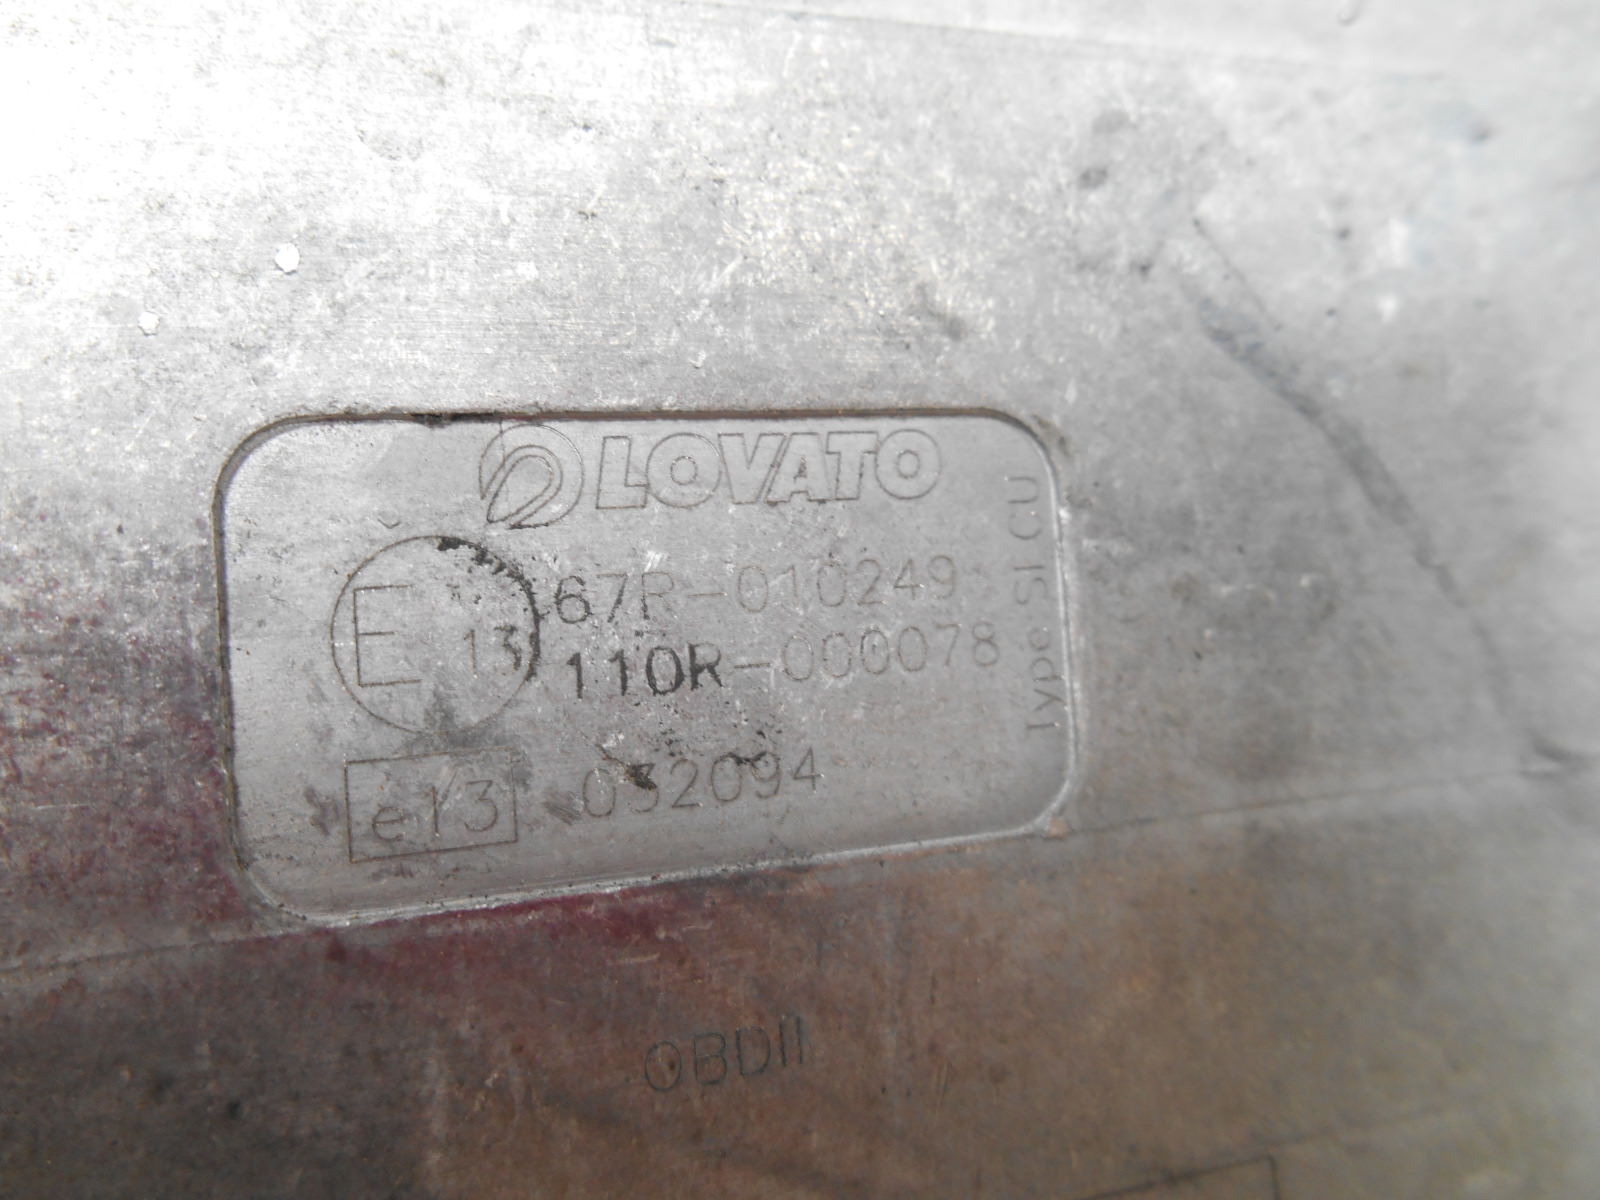 LOVATO
E 13 67R-010249
110R-000078
e13 032094
Type: SI CU
OBDII